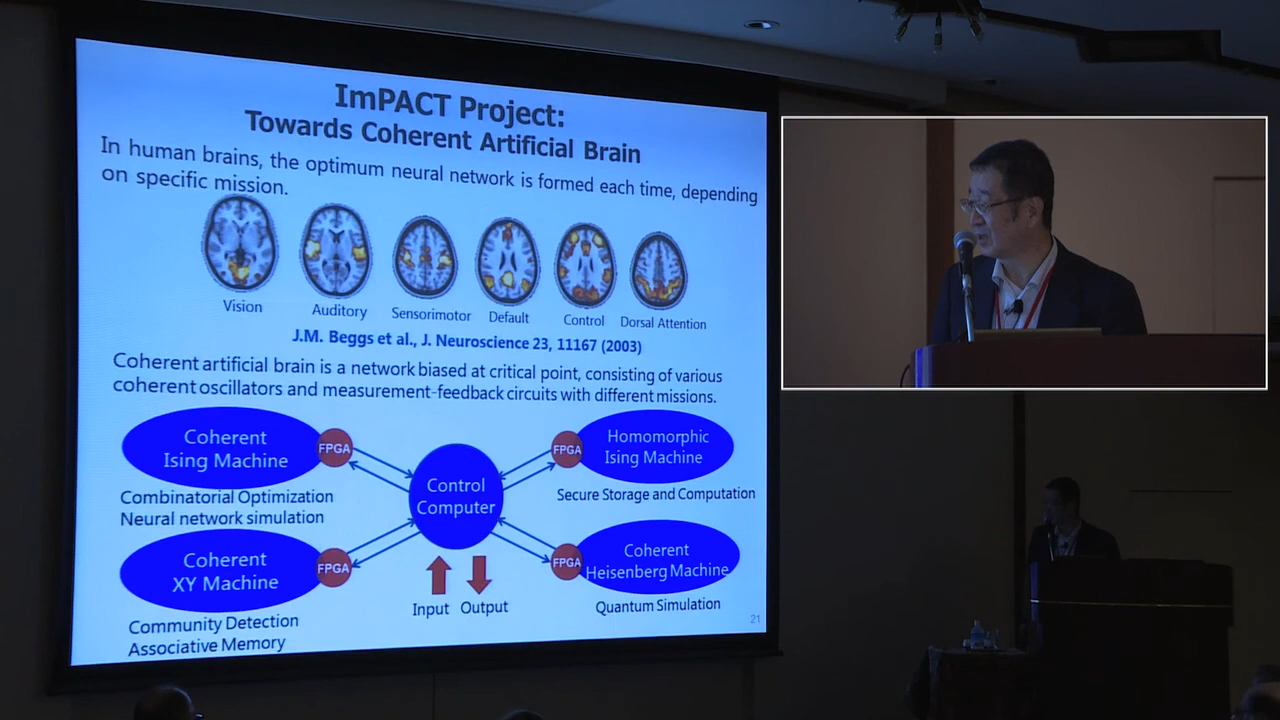 ImPACT Project:
Towards Coherent Artificial Brain
In human brains, the optimum neural network is formed each time, depending
on specific mission.
Vision
Auditory
Sensorimotor
Default
Control
Dorsal Attention
J.M. Beggs et al., J. Neuroscience 23, 11167 (2003)
Coherent artificial brain is a network biased at critical point, consisting of various
coherent oscillators and measurement-feedback circuits with different missions.
Coherent
Ising Machine
FPGA
Combinatorial Optimization
Neural network simulation
Control
Computer
FPGA
Homomorphic
Ising Machine
Secure Storage and Computation
Coherent
XY Machine
FPGA
Community Detection
Associative Memory
Input Output
FPGA
Coherent
Heisenberg Machine
Quantum Simulation
21